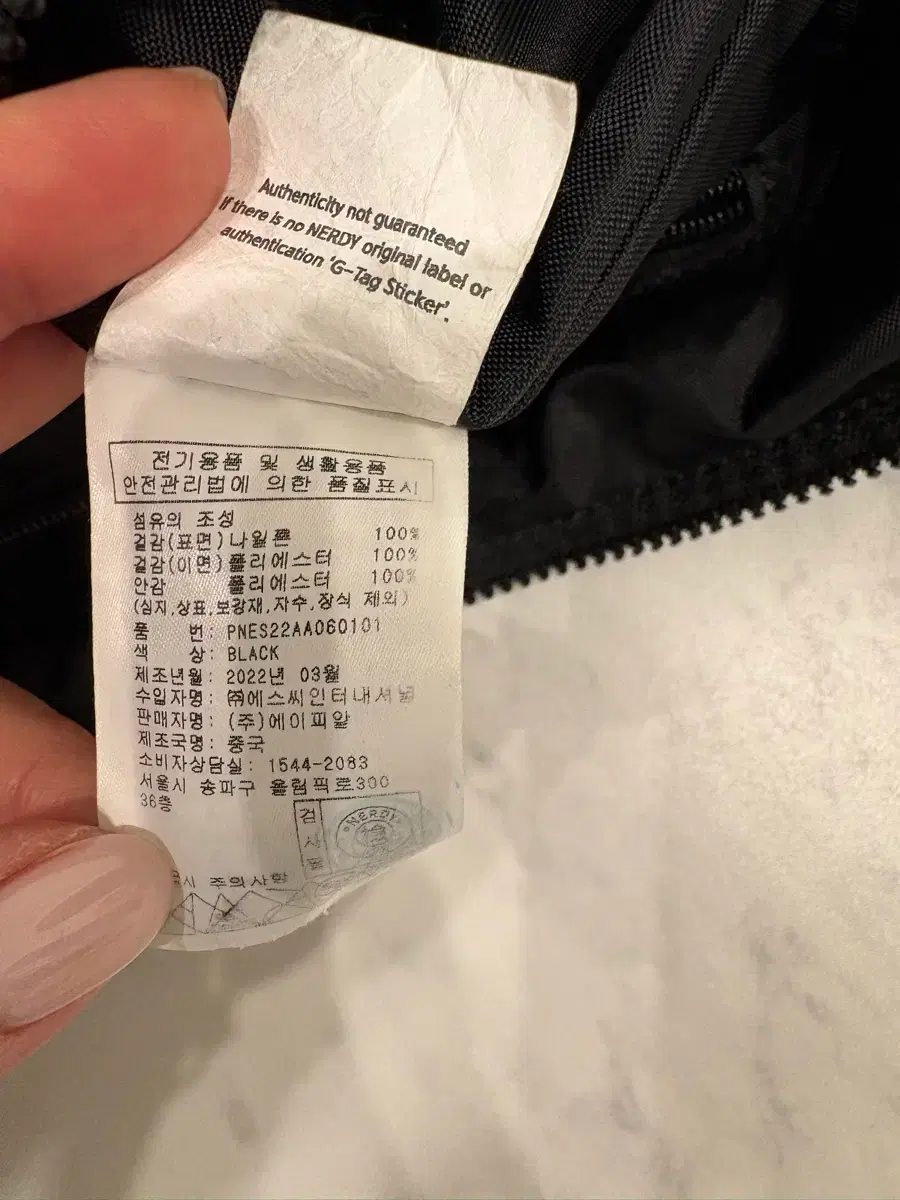 Authenticity not guaranteed
If there is no NERDY original label or
authentication 'G-Tag Sticker'.
전기용품 및 생활용품
안전관리법에 의한 품질표시
섬유의 조성
겉감(표면) 나일론 100%
겉감(이면) 폴리에스터 100%
안감 폴리에스터 100%
(심지,상표,보강재,자수,장식 제외)
품 번: PNES22AA060101
색 상: BLACK
제조년월: 2022년 03월
수입자명: ㈜에스씨인터내셔널
판매자명: (주)에이피알
제조국명: 중국
소비자상담실: 1544-2083
서울시 송파구 올림픽로300
36층
검
사
필
NERDY
주의사항